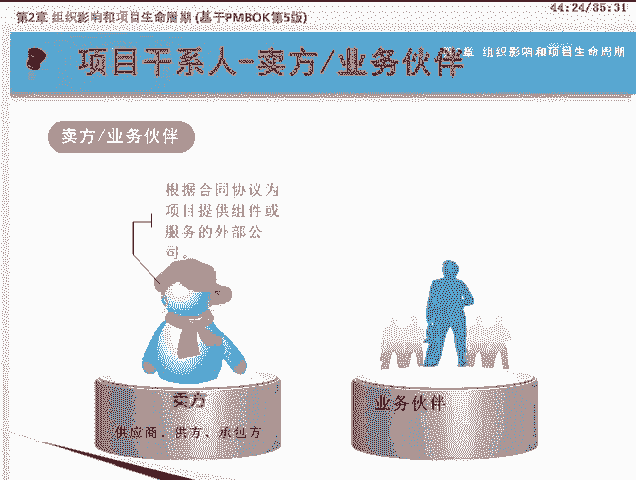 第2章 组织影响和项目生命周期 (基于PMBOK第5版)
44:24/85:31
项目干系人-卖方/业务伙伴
章 组织影响和项目生命周期
卖方/业务伙伴
根据合同协议为
项目提供组件或
服务的外部公
司。
卖方
供应商、供方、承包方
业务伙伴